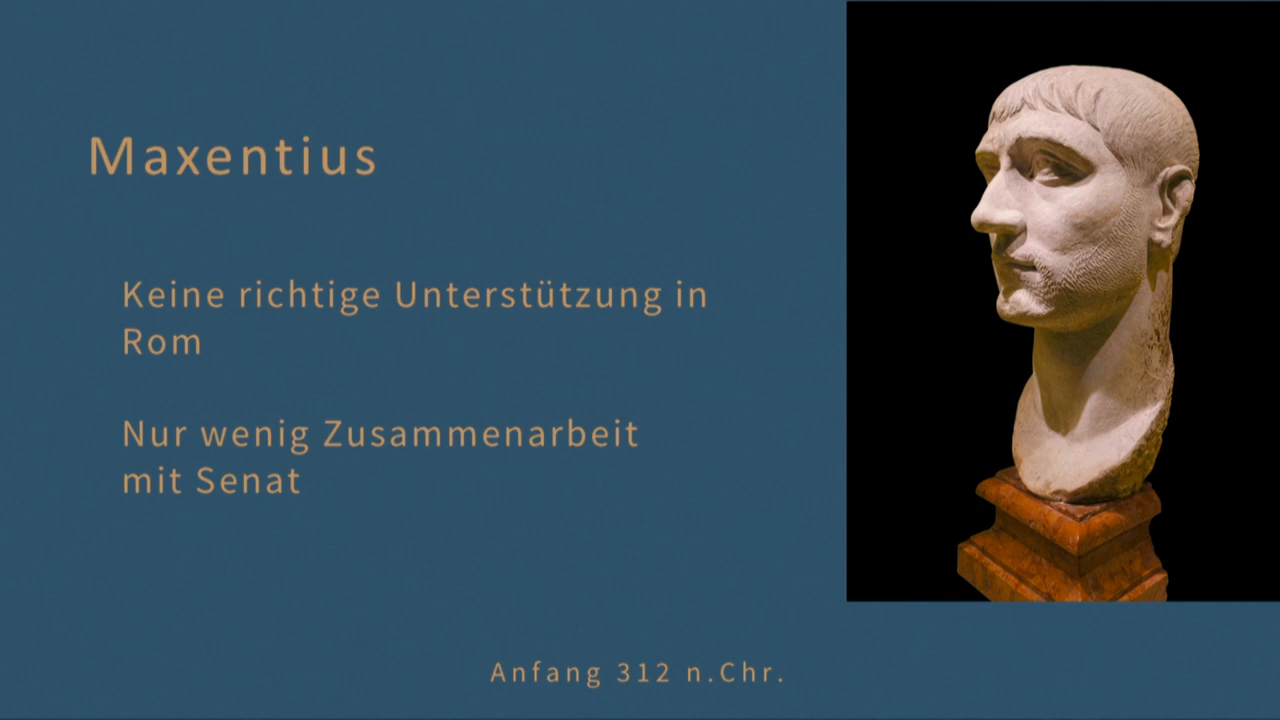 Maxentius
Keine richtige Unterstützung in
Rom
Nur wenig Zusammenarbeit
mit Senat
Anfang 312 n.Chr.